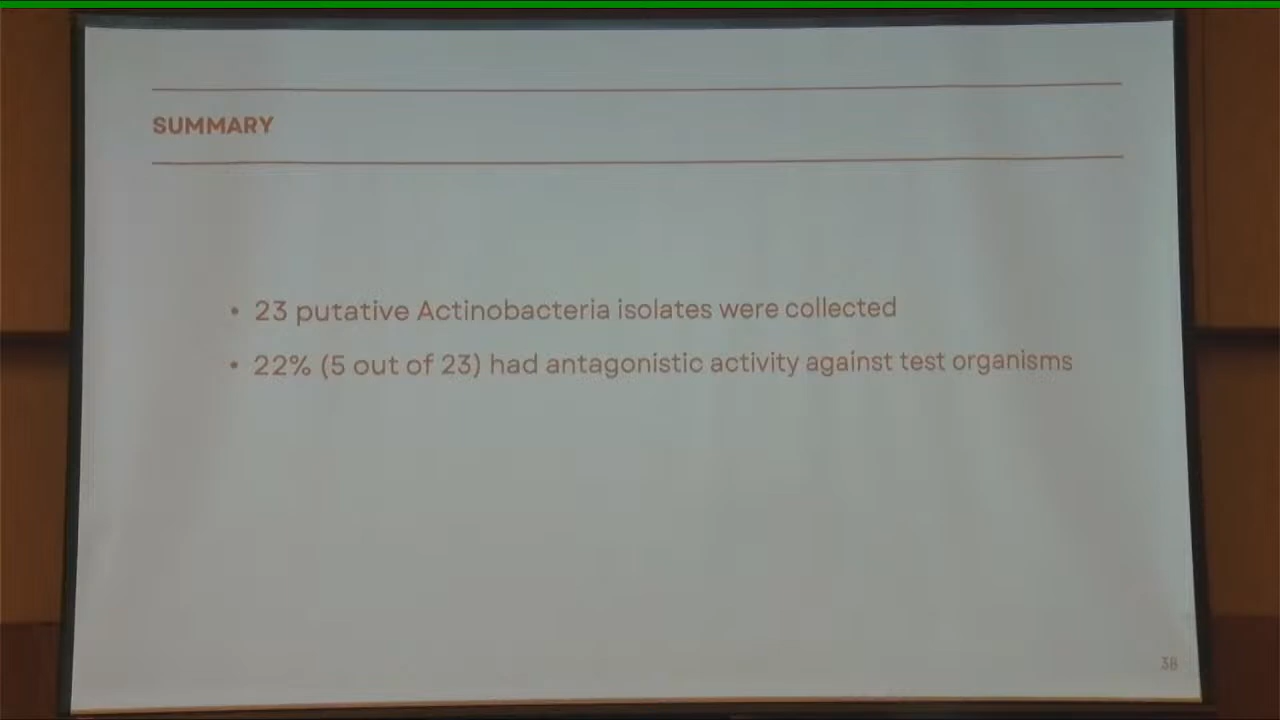 SUMMARY
• 23 putative Actinobacteria isolates were collected
• 22% (5 out of 23) had antagonistic activity against test organisms
38